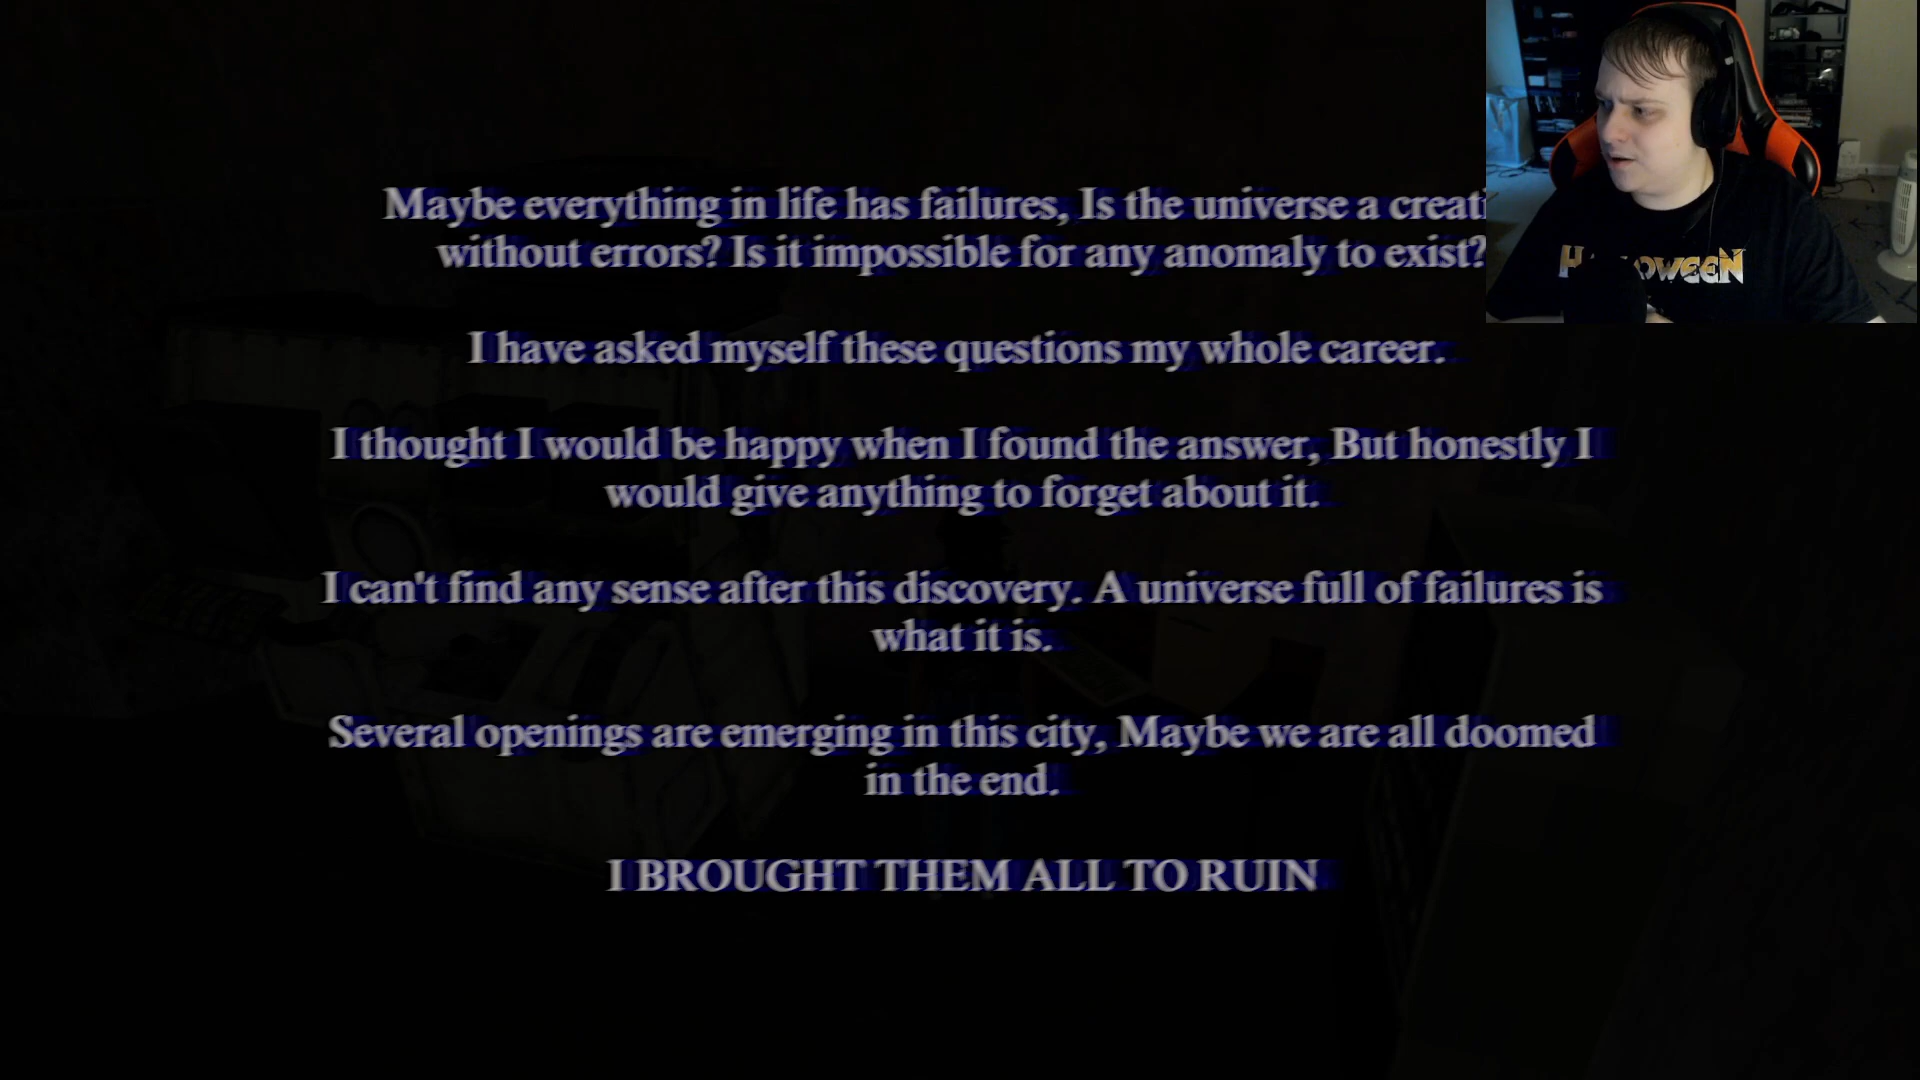 Maybe everything in life has failures, Is the universe a
without errors? Is it impossible for any anomaly to exist?
I have asked myself these questions my whole career.
I thought I would be happy when I found the answer, But honestly I
would give anything to forget about it.
I can't find any sense after this discovery. A universe full of failures is
what it is.
Several openings are emerging in this city, Maybe we are all doomed
in the end.
I BROUGHT THEM ALL TO RUIN